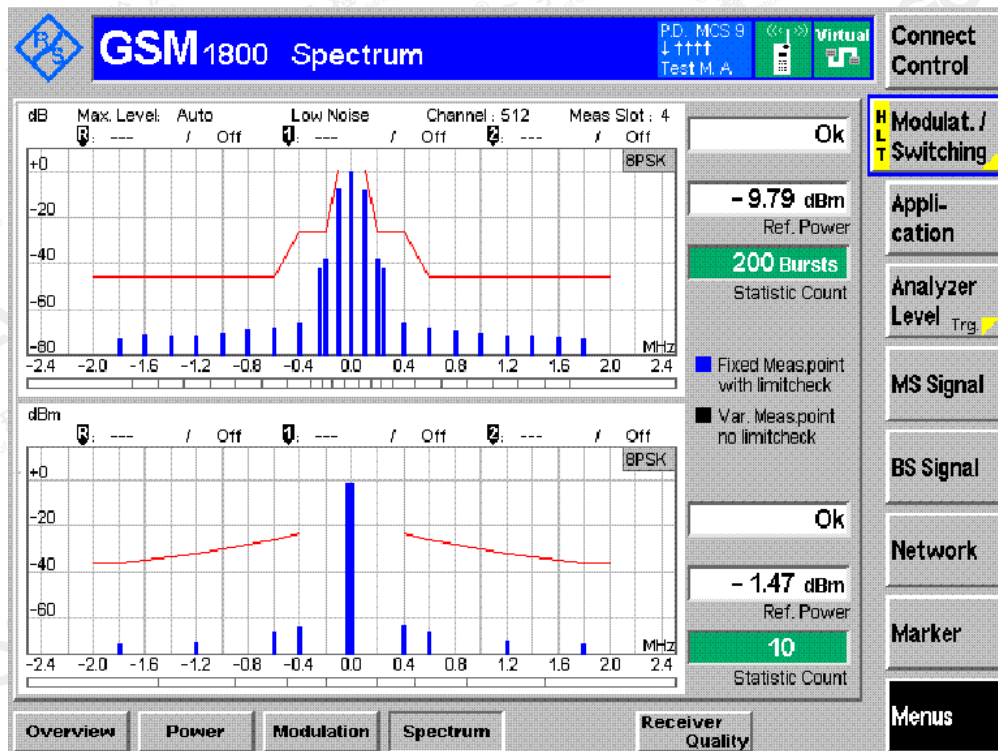 R/S GSM 1800 Spectrum
P.D. MCS 9
↓ ↑↑↑↑
Test M. A.
Virtual
Connect Control
dB Max. Level: Auto Low Noise Channel : 512 Meas Slot : 4
R : --- / Off 1 : --- / Off 2 : --- / Off
8PSK
+0
-20
-40
-60
-80
MHz
-2.4 -2.0 -1.6 -1.2 -0.8 -0.4 0.0 0.4 0.8 1.2 1.6 2.0 2.4
Ok
- 9.79 dBm
Ref. Power
200 Bursts
Statistic Count
Fixed Meas.point
with limitcheck
Var. Meas.point
no limitcheck
dBm
R : --- / Off 1 : --- / Off 2 : --- / Off
8PSK
+0
-20
-40
-60
MHz
-2.4 -2.0 -1.6 -1.2 -0.8 -0.4 0.0 0.4 0.8 1.2 1.6 2.0 2.4
Ok
- 1.47 dBm
Ref. Power
10
Statistic Count
HLT
Modulat. /
Switching
Appli-
cation
Analyzer
Level Trg.
MS Signal
BS Signal
Network
Marker
Menus
Overview Power Modulation Spectrum Receiver
Quality